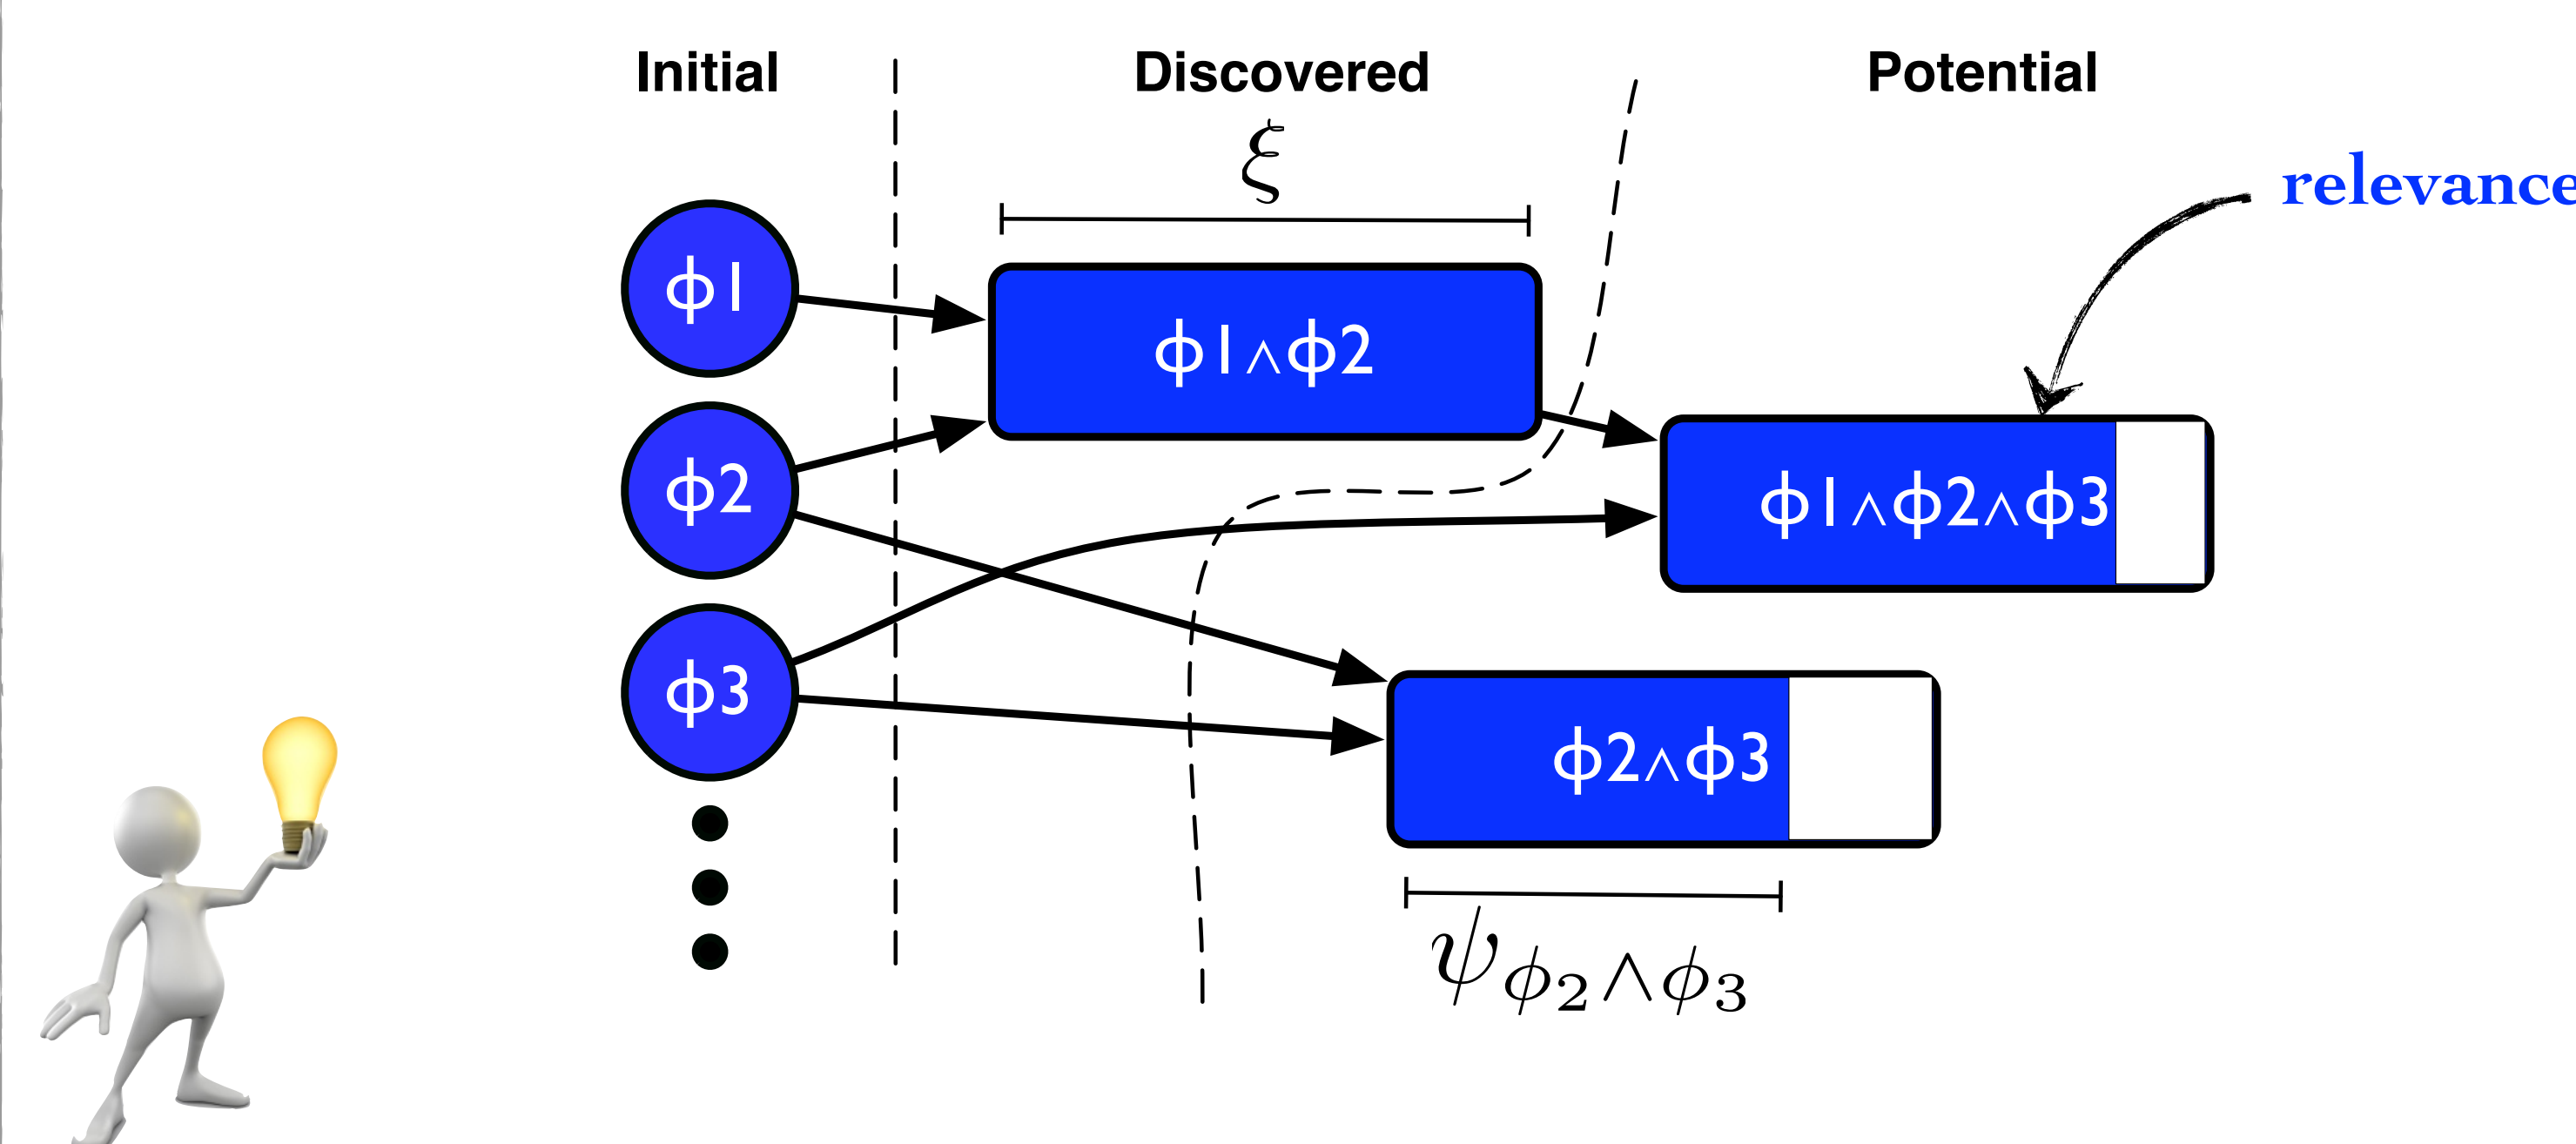 Initial
Discovered
Potential
ξ
relevance
ϕ1
ϕ1∧ϕ2
ϕ2
ϕ1∧ϕ2∧ϕ3
ϕ3
ϕ2∧ϕ3
ψϕ₂∧ϕ₃